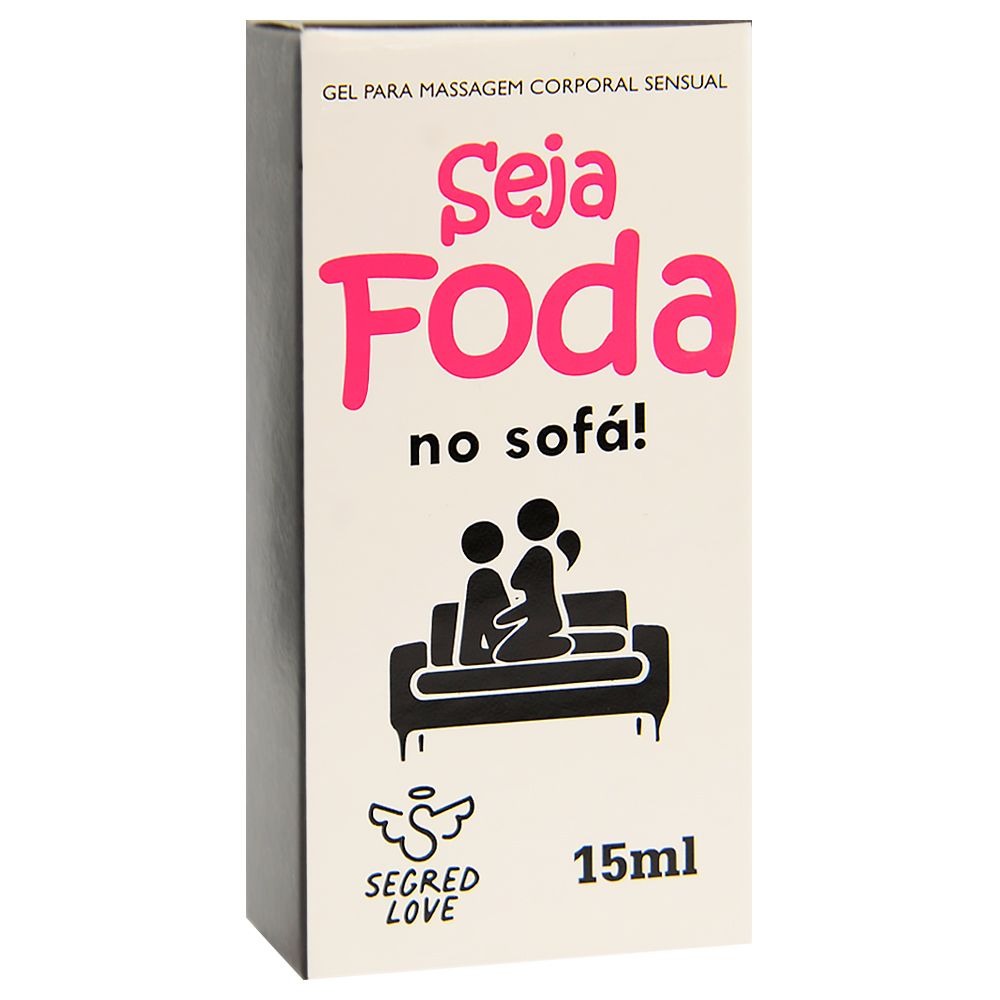 GEL PARA MASSAGEM CORPORAL SENSUAL
Seja
Foda
no sofá!
SEGRED
LOVE
15ml